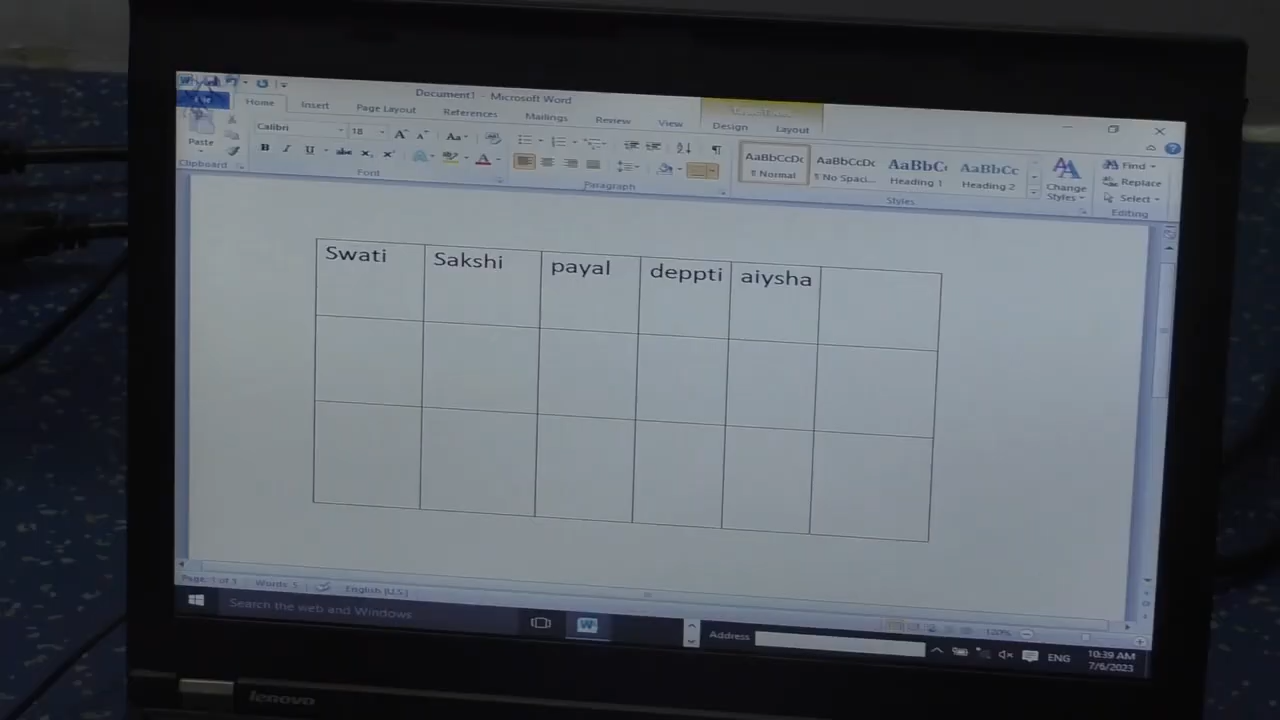 Document1 - Microsoft Word
Home Insert Page Layout References Mailings Review View Design Layout
Paste
Calibri 18
AaBbCcDc AaBbCcDc AaBbC AaBbCc
¶ Normal ¶ No Spaci... Heading 1 Heading 2
Change Styles
Find
Replace
Select
Clipboard Font Paragraph Styles Editing
Swati Sakshi payal deppti aiysha
Words: 5 English (U.S.) 120%
Search the web and Windows Address ENG 10:39 AM
7/6/2023
lenovo